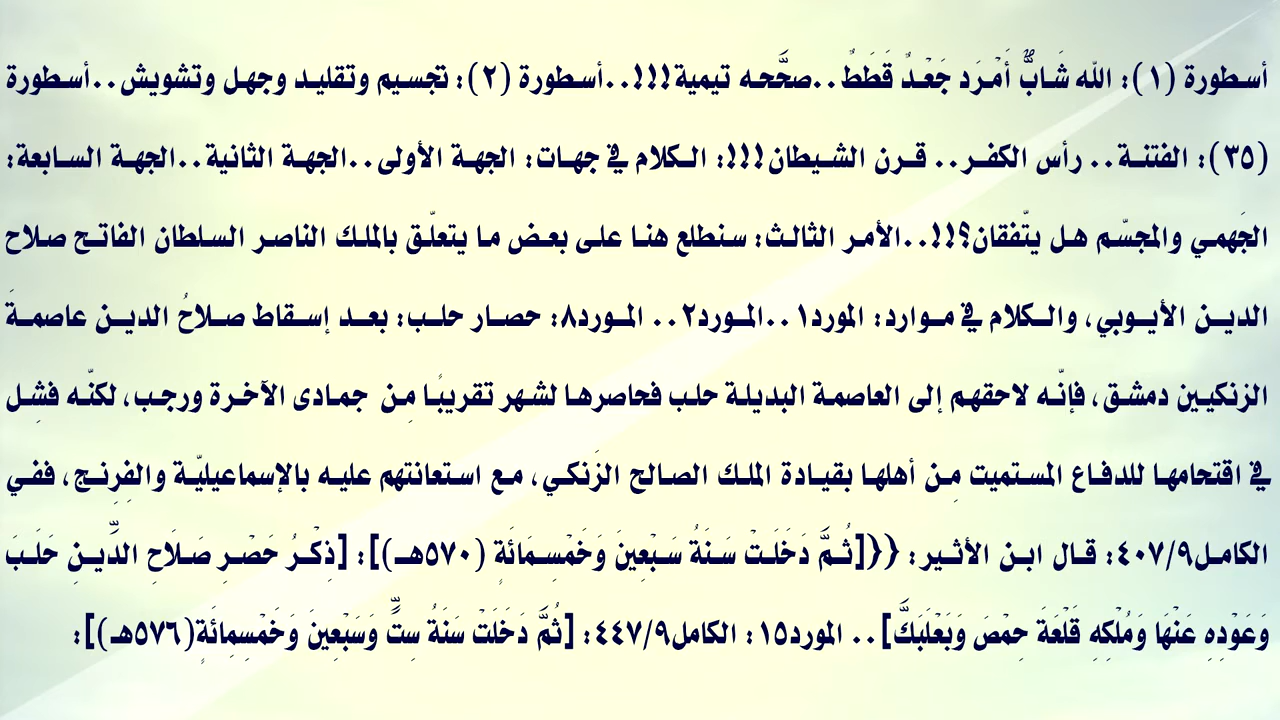 أسطورة (١): الله شَابٌّ أَمْرَد جَعْدٌ قَطَطٌ..صحَّحه تيمية!!!..أسطورة (٢): تجسيم وتقليد وجهل وتشويش..أسطورة
(٣٥): الفتنة.. رأس الكفر.. قرن الشيطان!!!: الكلام في جهات: الجهة الأولى..الجهة الثانية..الجهة السابعة:
الجَهمي والمجسّم هل يتّفقان؟!!..الأمر الثالث: سنطلع هنا على بعض ما يتعلّق بالملك الناصر السلطان الفاتح صلاح
الدين الأيوبي، والكلام في موارد: المورد١..المورد٢.. المورد٨: حصار حلب: بعد إسقاط صلاحُ الدين عاصمةَ
الزنكيين دمشق، فإنّه لاحقهم إلى العاصمة البديلة حلب فحاصرها لشهر تقريبًا مِن جمادى الآخرة ورجب، لكنّه فشِل
في اقتحامها للدفاع المستميت مِن أهلها بقيادة الملك الصالح الزَنكي، مع استعانتهم عليه بالإسماعيليّة والفِرِنج، ففي
الكامل٤٠٧/٩: قال ابن الأثير: {{[ثُمَّ دَخَلَتْ سَنَةُ سَبْعِينَ وَخَمْسِمَائَةٍ (٥٧٠هـ)]: [ذِكْرُ حَصْرِ صَلَاحِ الدِّينِ حَلَبَ
وَعَوْدِهِ عَنْهَا وَمُلْكِهِ قَلْعَةَ حِمْصَ وَبَعْلَبَكَّ].. المورد١٥: الكامل٤٤٧/٩: [ثُمَّ دَخَلَتْ سَنَةُ سِتٍّ وَسَبْعِينَ وَخَمْسِمِائَةٍ(٥٧٦هـ)]: